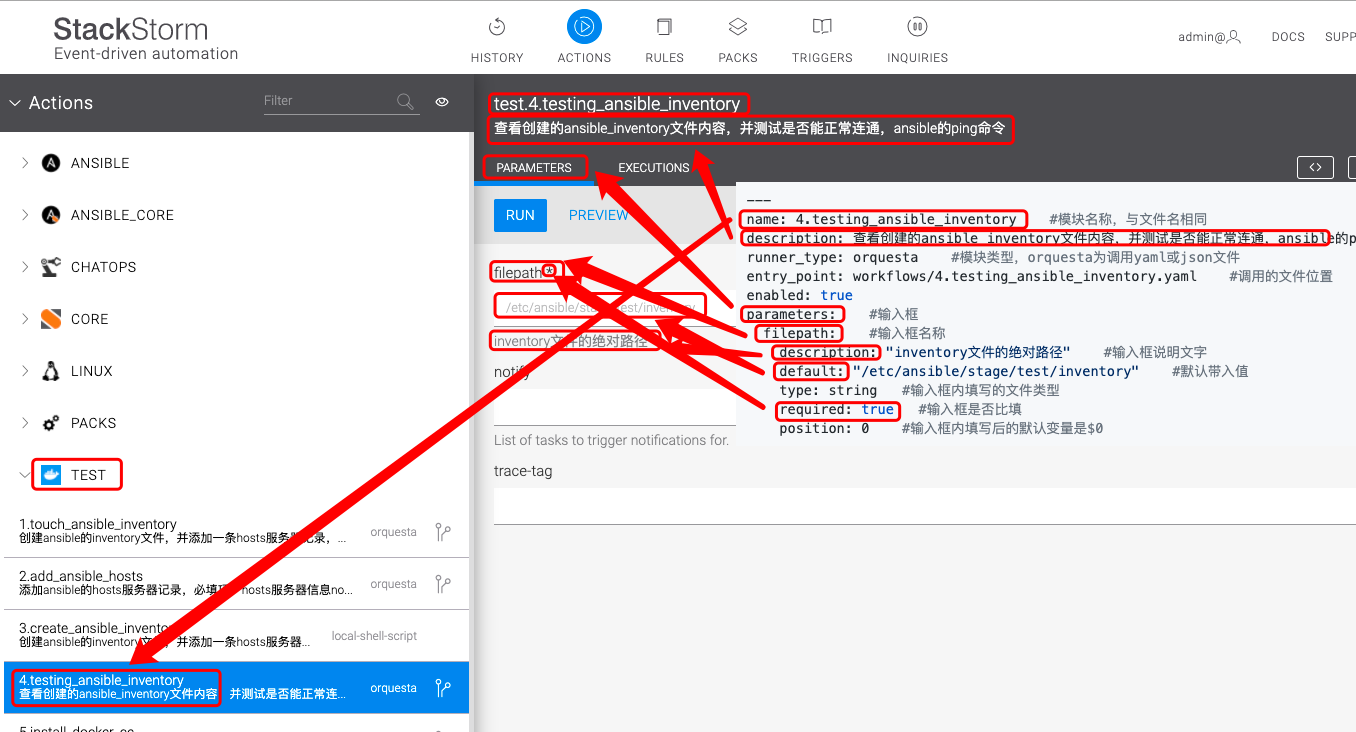 StackStorm
Event-driven automation
HISTORY
ACTIONS
RULES
PACKS
TRIGGERS
INQUIRIES
admin@
DOCS
SUPP
Actions
Filter
ANSIBLE
ANSIBLE_CORE
CHATOPS
CORE
LINUX
PACKS
TEST
1.touch_ansible_inventory
创建ansible的inventory文件，并添加一条hosts服务器记录，...
orquesta
2.add_ansible_hosts
添加ansible的hosts服务器记录，必填项 hosts服务器信息no...
orquesta
3.create_ansible_invento
创建ansible的inventory文 ，并添加一条hosts服务器...
local-shell-script
4.testing_ansible_inventory
查看创建的ansible_inventory文件内容 并测试是否能正常连...
orquesta
5.install_docker_ce
test.4.testing_ansible_inventory
查看创建的ansible_inventory文件内容，并测试是否能正常连通，ansible的ping命令
PARAMETERS
EXECUTIONS
<>
RUN
PREVIEW
filepath *
/etc/ansible/stage/test/inventory
inventory文件的绝对路径
notify
List of tasks to trigger notifications for.
trace-tag
---
name: 4.testing_ansible_inventory #模块名称，与文件名相同
description: 查看创建的ansible_inventory文件内容，并测试是否能正常连通，ansible的p
runner_type: orquesta #模块类型，orquesta为调用yaml或json文件
entry_point: workflows/4.testing_ansible_inventory.yaml #调用的文件位置
enabled: true
parameters: #输入框
filepath: #输入框名称
description: "inventory文件的绝对路径" #输入框说明文字
default: "/etc/ansible/stage/test/inventory" #默认带入值
type: string #输入框内填写的文件类型
required: true #输入框是否比填
position: 0 #输入框内填写后的默认变量是$0